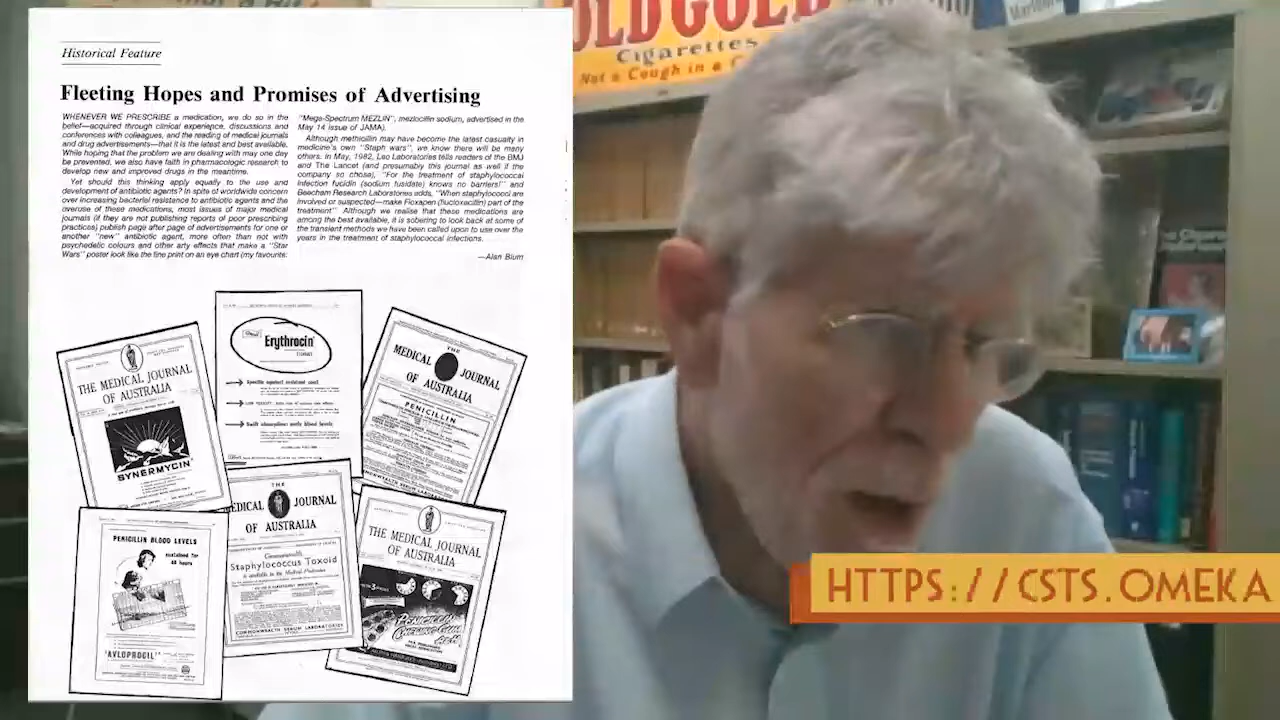 Historical Feature
Fleeting Hopes and Promises of Advertising
WHENEVER WE PRESCRIBE a medication, we do so in the
belief—acquired through clinical experience, discussions and
conferences with colleagues, and the reading of medical journals
and drug advertisements—that it is the latest and best available.
While hoping that the problem we are dealing with may one day
be prevented, we also have faith in pharmacologic research to
develop new and improved drugs in the meantime.
Yet should this thinking apply equally to the use and
development of antibiotic agents? In spite of worldwide concern
over increasing bacterial resistance to antibiotic agents and the
overuse of these medications, most issues of major medical
journals (if they are not publishing reports of poor prescribing
practices) publish page after page of advertisements for one or
another "new" antibiotic agent, more often than not with
psychedelic colours and other arty effects that make a "Star
Wars" poster look like the fine print on an eye chart (my favourite:
"Mega-Spectrum MEZLIN", mezlocillin sodium, advertised in the
May 14 issue of JAMA).
Although methicillin may have become the latest casualty in
medicine's own "Staph wars", we know there will be many
others. In May, 1982, Leo Laboratories tells readers of the BMJ
and The Lancet (and presumably this journal as well if the
company so chose), "For the treatment of staphylococcal
infection fucidin (sodium fusidate) knows no barriers!" and
Beecham Research Laboratories adds, "When staphylococci are
involved or suspected—make Floxapen (flucloxacillin) part of the
treatment" Although we realise that these medications are
among the best available, it is sobering to look back at some of
the transient methods we have been called upon to use over the
years in the treatment of staphylococcal infections.
—Alan Blum
THE MEDICAL JOURNAL
OF AUSTRALIA
SYNERMYCIN
Erythrocin
Specific against resistant cocci
Swift absorption: early blood levels
THE
MEDICAL JOURNAL
OF AUSTRALIA
PENICILLIN
PENICILLIN BLOOD LEVELS
sustained for
'AVLOPROCIL'
THE
MEDICAL JOURNAL
OF AUSTRALIA
Staphylococcus Toxoid
COMMONWEALTH SERUM LABORATORIES
THE MEDICAL JOURNAL
OF AUSTRALIA
OLD GOLD
Cigarettes
Not a Cough in a C
Marlboro
HTTPS://CSTS.OMEKA